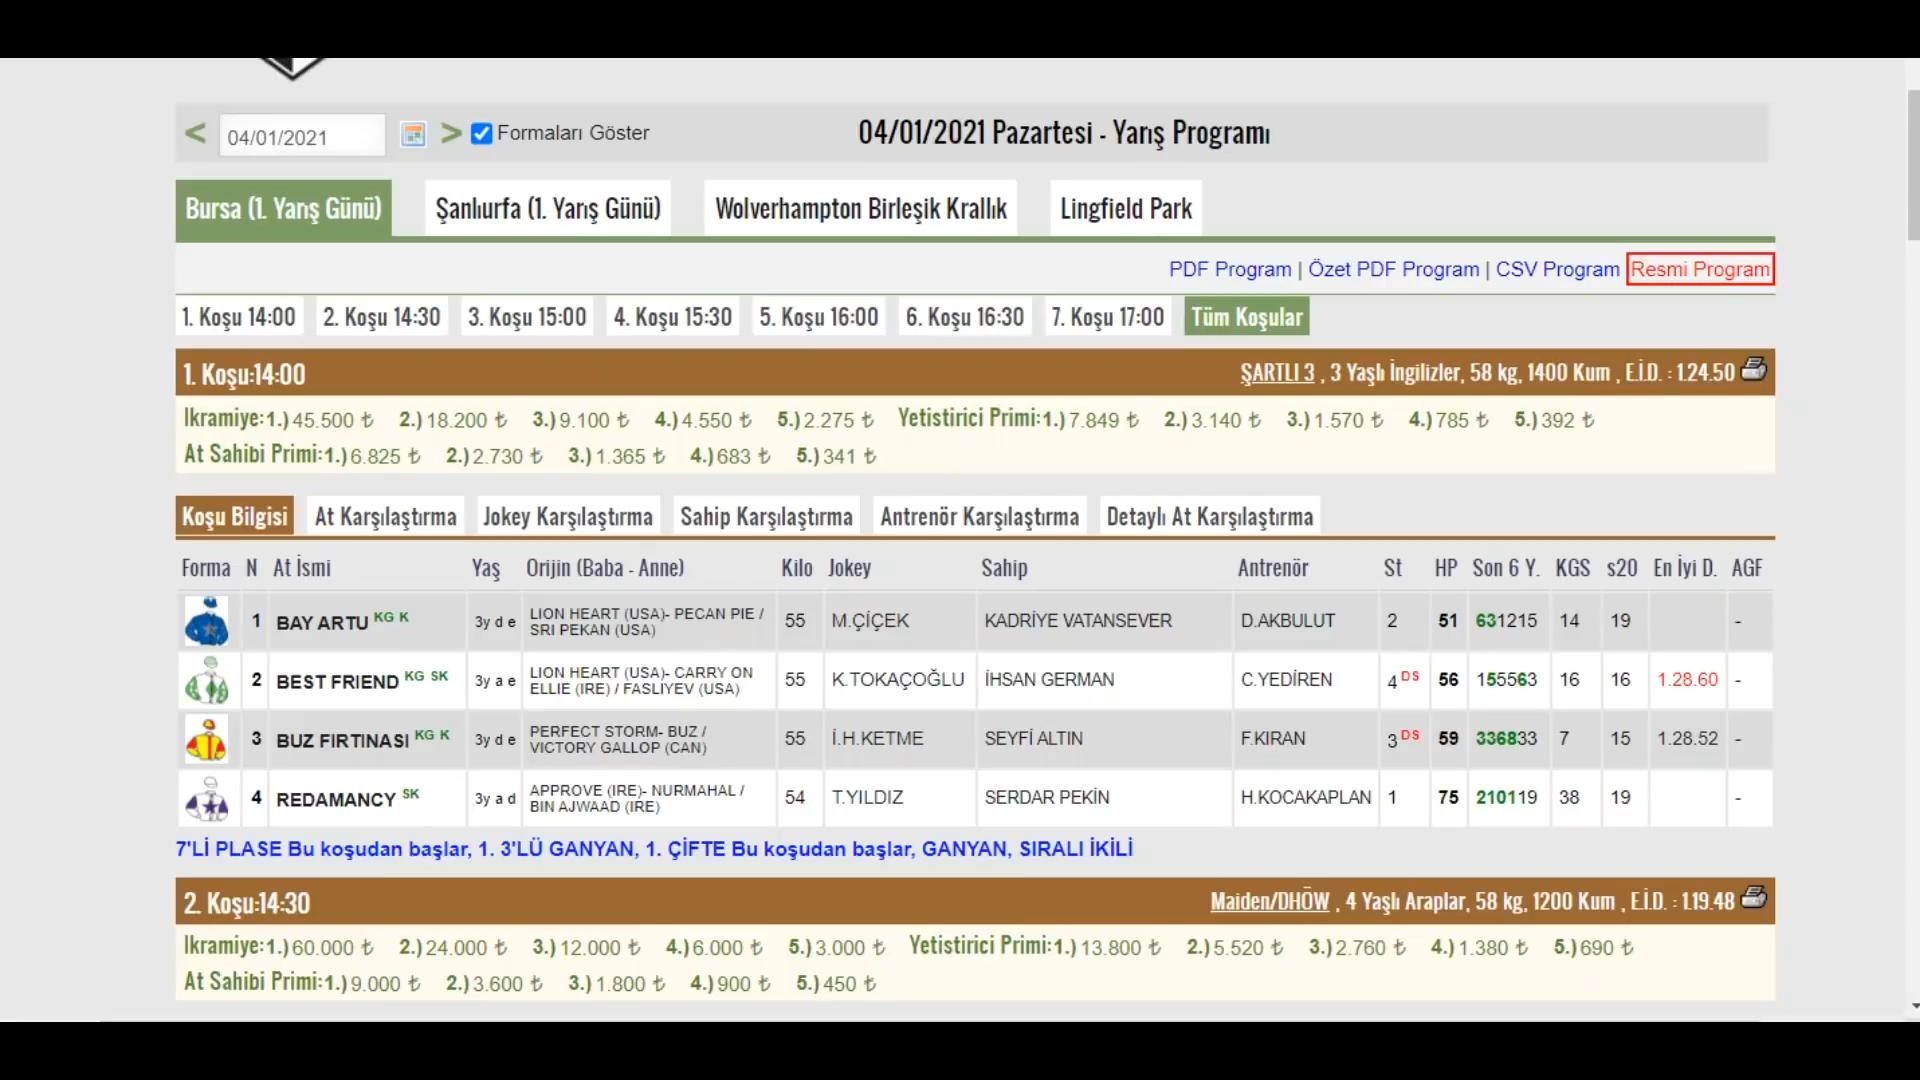 04/01/2021 Formaları Göster 04/01/2021 Pazartesi - Yarış Programı
Bursa (1. Yarış Günü) Şanlıurfa (1. Yarış Günü) Wolverhampton Birleşik Krallık Lingfield Park
PDF Program | Özet PDF Program | CSV Program Resmi Program
1. Koşu 14:00 2. Koşu 14:30 3. Koşu 15:00 4. Koşu 15:30 5. Koşu 16:00 6. Koşu 16:30 7. Koşu 17:00 Tüm Koşular
1. Koşu:14:00 ŞARTLI 3 , 3 Yaşlı İngilizler, 58 kg, 1400 Kum , E.İ.D. : 1.24.50
Ikramiye:1.) 45.500 ₺ 2.) 18.200 ₺ 3.) 9.100 ₺ 4.) 4.550 ₺ 5.) 2.275 ₺ Yetistirici Primi:1.) 7.849 ₺ 2.) 3.140 ₺ 3.) 1.570 ₺ 4.) 785 ₺ 5.) 392 ₺
At Sahibi Primi:1.) 6.825 ₺ 2.) 2.730 ₺ 3.) 1.365 ₺ 4.) 683 ₺ 5.) 341 ₺
Koşu Bilgisi At Karşılaştırma Jokey Karşılaştırma Sahip Karşılaştırma Antrenör Karşılaştırma Detaylı At Karşılaştırma
Forma N At İsmi Yaş Orijin (Baba - Anne) Kilo Jokey Sahip Antrenör St HP Son 6 Y. KGS s20 En İyi D. AGF
1 BAY ARTU KG K 3y d e LION HEART (USA)- PECAN PIE / SRI PEKAN (USA) 55 M.ÇİÇEK KADRİYE VATANSEVER D.AKBULUT 2 51 631215 14 19 -
2 BEST FRIEND KG SK 3y a e LION HEART (USA)- CARRY ON ELLIE (IRE) / FASLIYEV (USA) 55 K.TOKAÇOĞLU İHSAN GERMAN C.YEDİREN 4 DS 56 155563 16 16 1.28.60 -
3 BUZ FIRTINASI KG K 3y d e PERFECT STORM- BUZ / VICTORY GALLOP (CAN) 55 İ.H.KETME SEYFİ ALTIN F.KIRAN 3 DS 59 336833 7 15 1.28.52 -
4 REDAMANCY SK 3y a d APPROVE (IRE)- NURMAHAL / BIN AJWAAD (IRE) 54 T.YILDIZ SERDAR PEKİN H.KOCAKAPLAN 1 75 210119 38 19 -
7'Lİ PLASE Bu koşudan başlar, 1. 3'LÜ GANYAN, 1. ÇİFTE Bu koşudan başlar, GANYAN, SIRALI İKİLİ
2. Koşu:14:30 Maiden/DHÖW , 4 Yaşlı Araplar, 58 kg, 1200 Kum , E.İ.D. : 1.19.48
Ikramiye:1.) 60.000 ₺ 2.) 24.000 ₺ 3.) 12.000 ₺ 4.) 6.000 ₺ 5.) 3.000 ₺ Yetistirici Primi:1.) 13.800 ₺ 2.) 5.520 ₺ 3.) 2.760 ₺ 4.) 1.380 ₺ 5.) 690 ₺
At Sahibi Primi:1.) 9.000 ₺ 2.) 3.600 ₺ 3.) 1.800 ₺ 4.) 900 ₺ 5.) 450 ₺